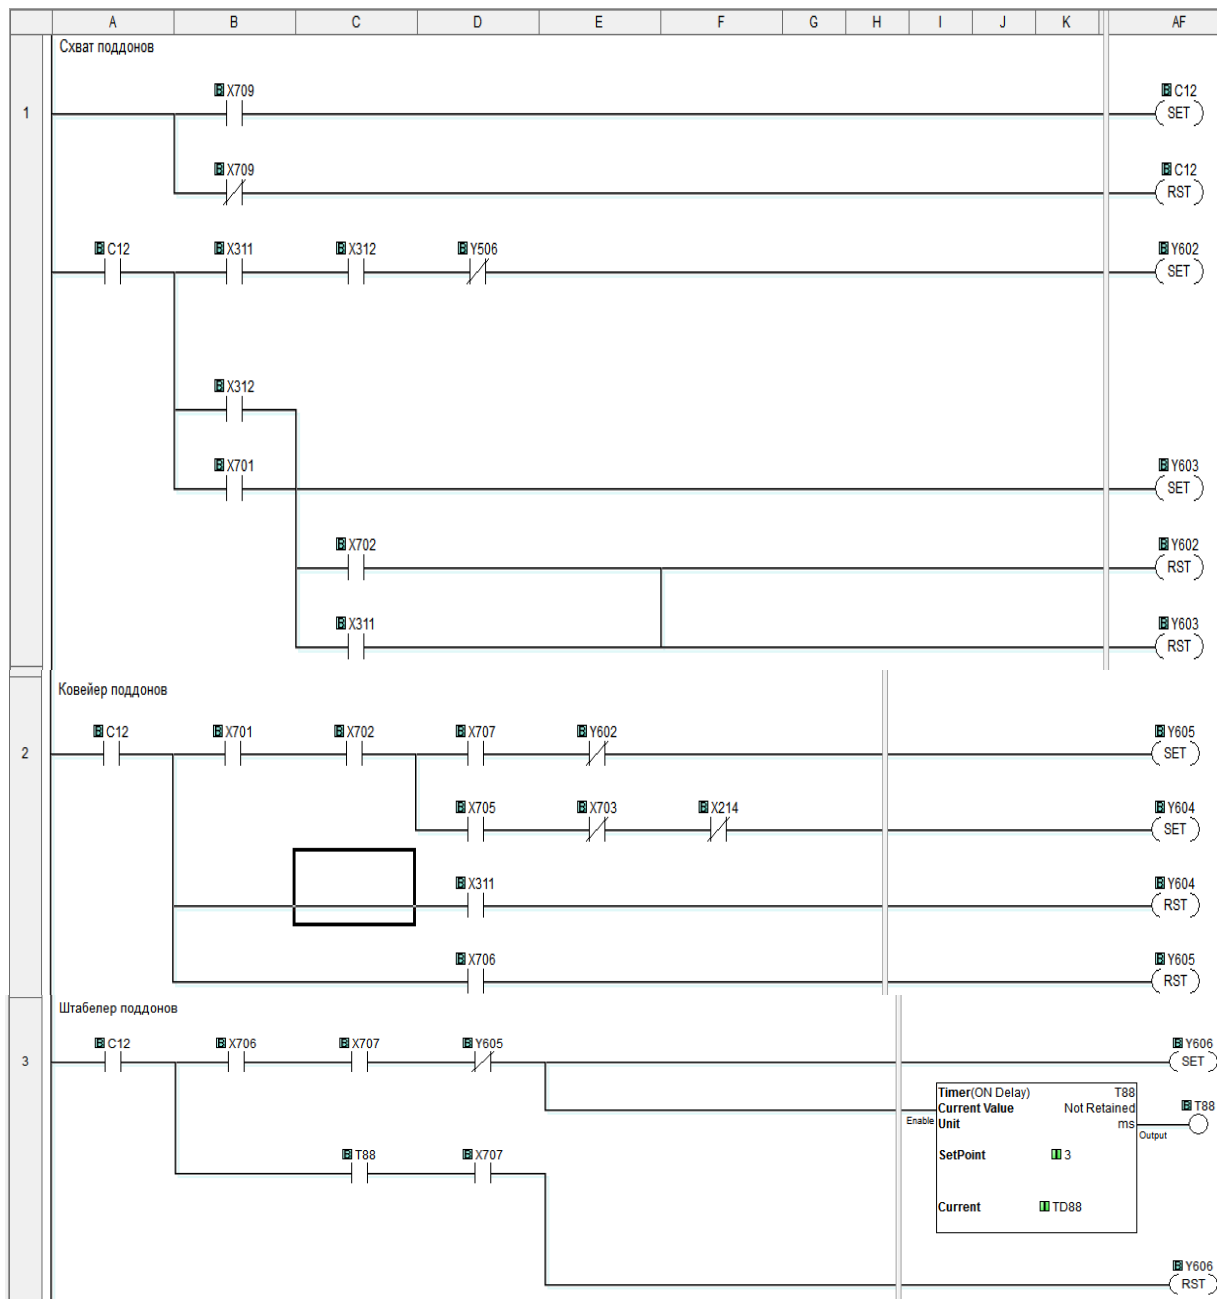 A B C D E F G H I J K AF
Схват поддонов
1
X709 C12
SET
X709 C12
RST
C12 X311 X312 Y506 Y602
SET
X312
X701 Y603
SET
X702 Y602
RST
X311 Y603
RST
Ковейер поддонов
2
C12 X701 X702 X707 Y602 Y605
SET
X705 X703 X214 Y604
SET
X311 Y604
RST
X706 Y605
RST
Штабелер поддонов
3
C12 X706 X707 Y605 Y606
SET
Timer(ON Delay) T88
Current Value Not Retained
Enable Unit ms
T88
Output
T88 X707
SetPoint 3
Current TD88
Y606
RST